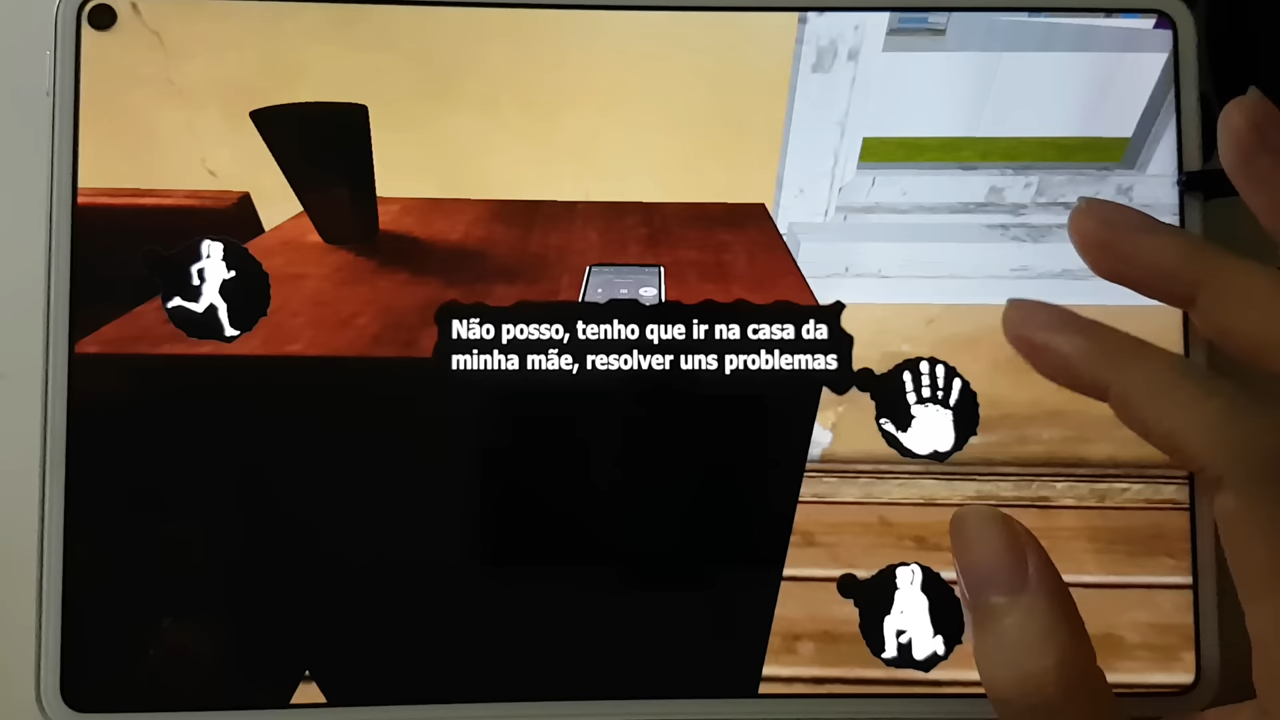 Não posso, tenho que ir na casa da
minha mãe, resolver uns problemas